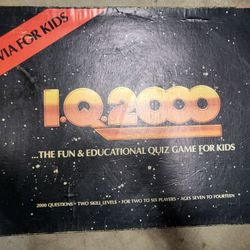 VIA FOR KIDS
I.Q.2000
...THE FUN & EDUCATIONAL QUIZ GAME FOR KIDS
2000 QUESTIONS • TWO SKILL LEVELS • FOR TWO TO SIX PLAYERS • AGES SEVEN TO FOURTEEN